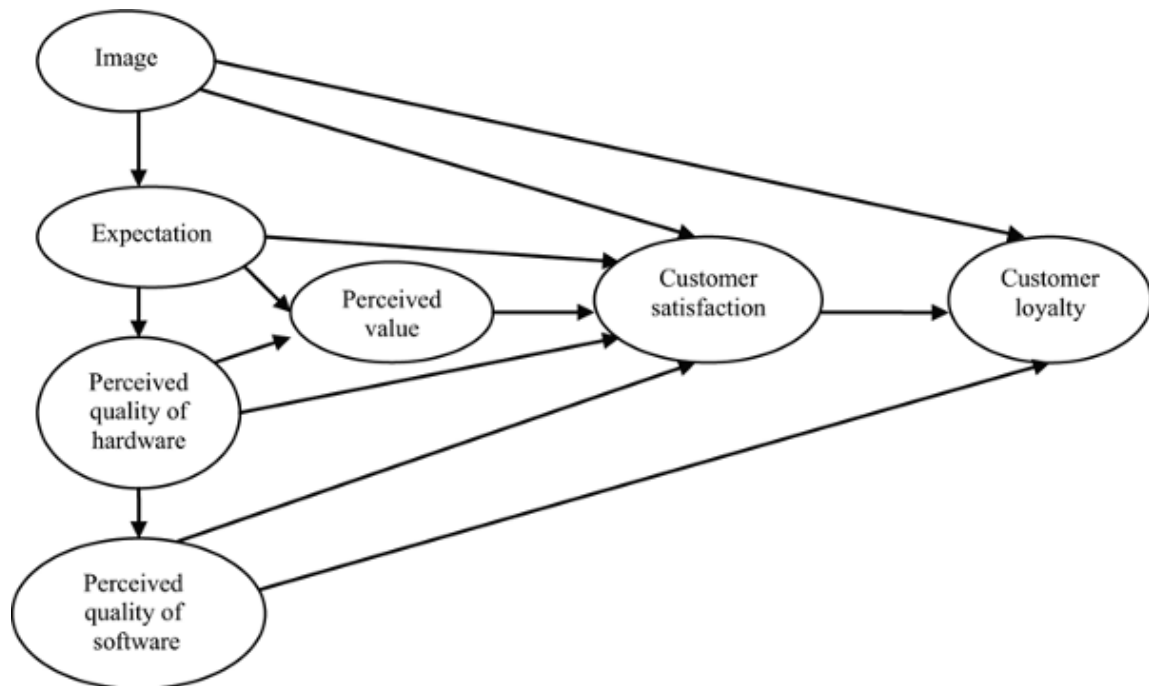 Image
Expectation
Perceived
value
Customer
satisfaction
Customer
loyalty
Perceived
quality of
hardware
Perceived
quality of
software